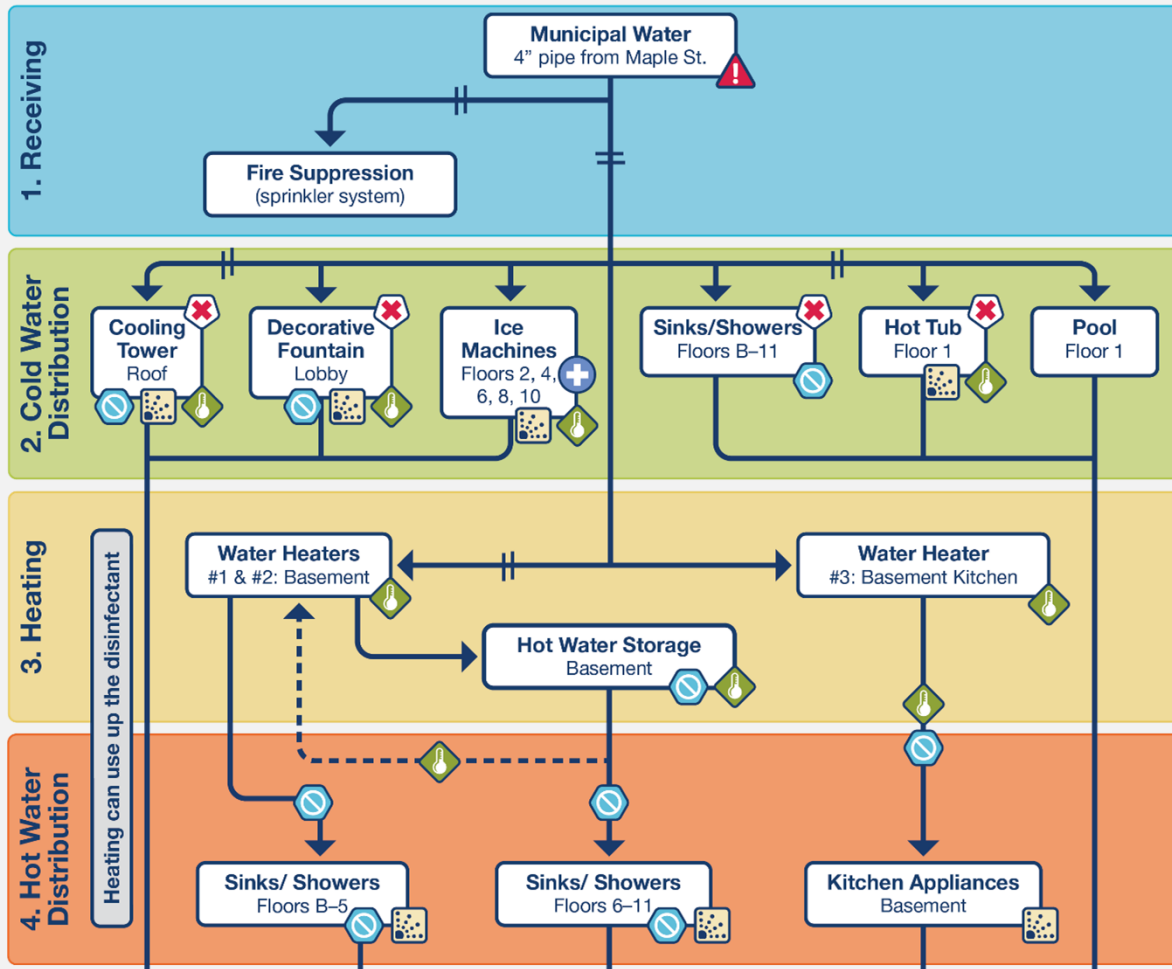 1. Receiving
Municipal Water
4” pipe from Maple St.
!
Fire Suppression
(sprinkler system)
2. Cold Water
Distribution
Cooling
Tower
Roof
Decorative
Fountain
Lobby
Ice
Machines
Floors 2, 4,
6, 8, 10
Sinks/Showers
Floors B–11
Hot Tub
Floor 1
Pool
Floor 1
3. Heating
Heating can use up the disinfectant
Water Heaters
#1 & #2: Basement
Water Heater
#3: Basement Kitchen
Hot Water Storage
Basement
4. Hot Water
Distribution
Sinks/ Showers
Floors B–5
Sinks/ Showers
Floors 6–11
Kitchen Appliances
Basement